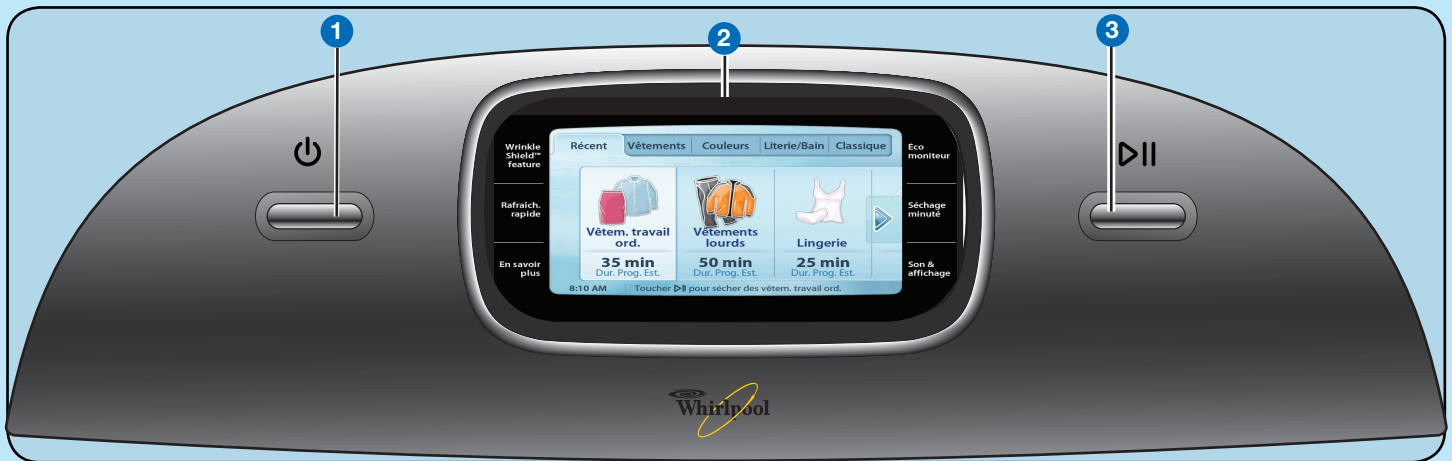 1
2
3
Wrinkle
Shield™
feature
Rafraich.
rapide
En savoir
plus
Récent
Vêtements
Couleurs
Literie/Bain
Classique
Vêtem. travail
ord.
35 min
Dur. Prog. Est.
Vêtements
lourds
50 min
Dur. Prog. Est.
Lingerie
25 min
Dur. Prog. Est.
8:10 AM
Toucher ▷II pour sécher des vêtem. travail ord.
Éco
moniteur
Séchage
minuté
Son &
affichage
Whirlpool